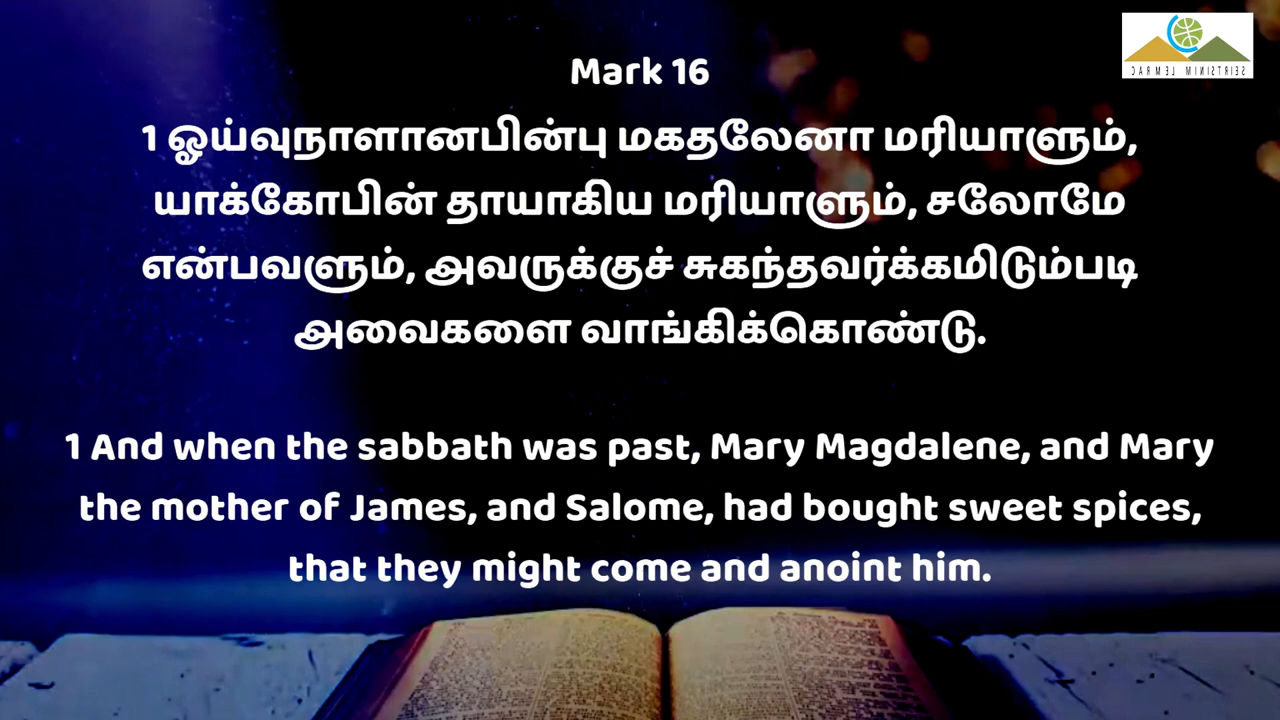 CARMEL MINISTRIES
Mark 16
1 ஓய்வுநாளானபின்பு மகதலேனா மரியாளும்,
யாக்கோபின் தாயாகிய மரியாளும், சலோமே
என்பவளும், அவருக்குச் சுகந்தவர்க்கமிடும்படி
அவைகளை வாங்கிக்கொண்டு.
1 And when the sabbath was past, Mary Magdalene, and Mary
the mother of James, and Salome, had bought sweet spices,
that they might come and anoint him.